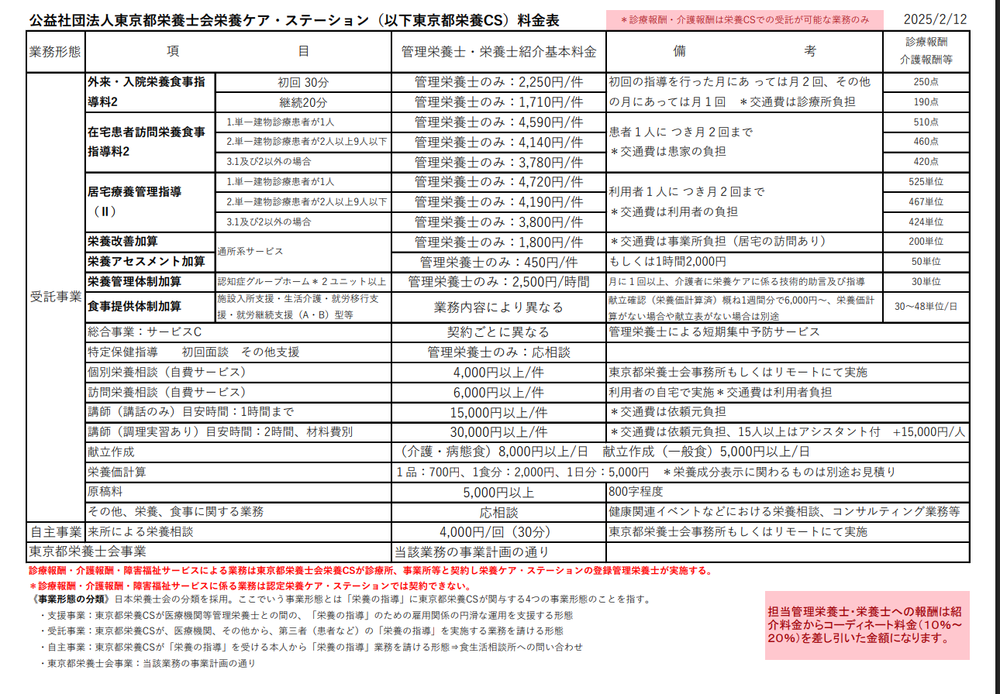 公益社団法人東京都栄養士会栄養ケア・ステーション（以下東京都栄養CS）料金表
＊診療報酬・介護報酬は栄養CSでの受託が可能な業務のみ
2025/2/12
業務形態 項 目 管理栄養士・栄養士紹介基本料金 備 考 診療報酬
介護報酬等
受託事業
外来・入院栄養食事指
導料2
初回 30分 管理栄養士のみ：2,250円/件 初回の指導を行った月にあ っては月２回、その他 250点
継続20分 管理栄養士のみ：1,710円/件 の月にあっては月１回　＊交通費は診療所負担 190点
在宅患者訪問栄養食事
指導料2
1.単一建物診療患者が1人 管理栄養士のみ：4,590円/件 510点
2.単一建物診療患者が2人以上9人以下 管理栄養士のみ：4,140円/件 460点
3.1及び2以外の場合 管理栄養士のみ：3,780円/件 420点
患者１人に つき月２回まで
＊交通費は患家の負担
居宅療養管理指導
（Ⅱ）
1.単一建物診療患者が1人 管理栄養士のみ：4,720円/件 525単位
2.単一建物診療患者が2人以上9人以下 管理栄養士のみ：4,190円/件 467単位
3.1及び2以外の場合 管理栄養士のみ：3,800円/件 424単位
利用者１人に つき月２回まで
＊交通費は利用者の負担
栄養改善加算 管理栄養士のみ：1,800円/件 ＊交通費は事業所負担（居宅の訪問あり） 200単位
通所系サービス
栄養アセスメント加算 管理栄養士のみ：450円/件 もしくは1時間2,000円 50単位
栄養管理体制加算 認知症グループホーム＊２ユニット以上 管理栄養士のみ：2,500円/時間 月に１回以上、介護者に栄養ケアに係る技術的助言及び指導 30単位
食事提供体制加算 施設入所支援・生活介護・就労移行支
援・就労継続支援（A・B）型等
業務内容により異なる
献立確認（栄養価計算済）概ね1週間分で6,000円～、栄養価計
算がない場合や献立表がない場合は別途
30～48単位/日
総合事業：サービスC 契約ごとに異なる 管理栄養士による短期集中予防サービス
特定保健指導　　初回面談　その他支援 管理栄養士のみ：応相談
個別栄養相談（自費サービス） 4,000円以上/件 東京都栄養士会事務所もしくはリモートにて実施
訪問栄養相談（自費サービス） 6,000円以上/件 利用者の自宅で実施＊交通費は利用者負担
講師（講話のみ）目安時間：1時間まで 15,000円以上/件 ＊交通費は依頼元負担
講師（調理実習あり）目安時間：2時間、材料費別 30,000円以上/件 ＊交通費は依頼元負担、15人以上はアシスタント付　+15,000円/人
献立作成 （介護・病態食）8,000円以上/日　献立作成（一般食）5,000円以上/日
栄養価計算 １品：700円、1食分：2,000円、1日分：5,000円　＊栄養成分表示に関わるものは別途お見積り
原稿料 5,000円以上 800字程度
その他、栄養、食事に関する業務 応相談 健康関連イベントなどにおける栄養相談、コンサルティング業務等
自主事業 来所による栄養相談 4,000円/回（30分） 東京都栄養士会事務所もしくはリモートにて実施
東京都栄養士会事業 当該業務の事業計画の通り
診療報酬・介護報酬・障害福祉サービスによる業務は東京都栄養士会栄養CSが診療所、事業所等と契約し栄養ケア・ステーションの登録管理栄養士が実施する。
＊診療報酬・介護報酬・障害福祉サービスに係る業務は認定栄養ケア・ステーションでは契約できない。
《事業形態の分類》日本栄養士会の分類を採用。ここでいう事業形態とは「栄養の指導」に東京都栄養CSが関与する4つの事業形態のことを指す。
・支援事業：東京都栄養CSが医療機関等管理栄養士との間の、「栄養の指導」のための雇用関係の円滑な運用を支援する形態
・受託事業：東京都栄養CSが、医療機関、その他から、第三者（患者など）の「栄養の指導」を実施する業務を請ける形態
・自主事業：東京都栄養CSが「栄養の指導」を受ける本人から「栄養の指導」業務を請ける形態⇒食生活相談所への問い合わせ
・東京都栄養士会事業：当該業務の事業計画の通り
担当管理栄養士・栄養士への報酬は紹
介料金からコーディネート料金（10％～
20％）を差し引いた金額になります。